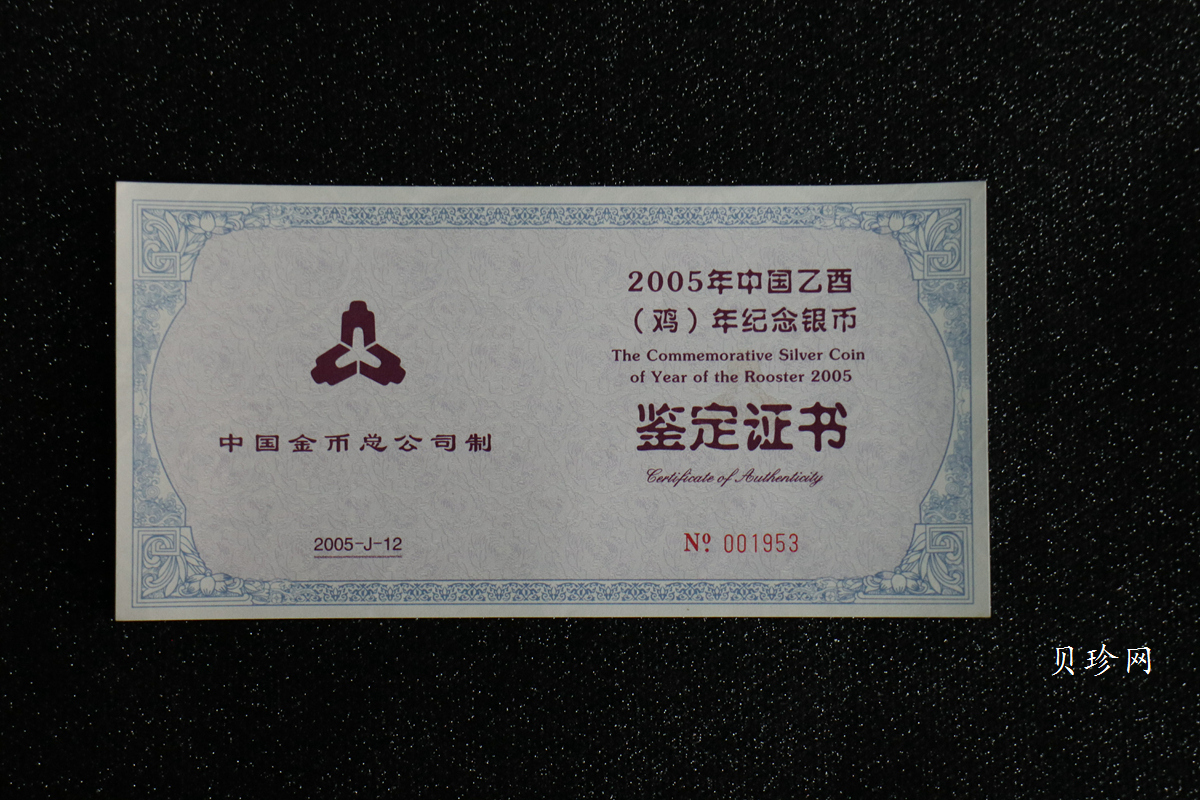 中国金币总公司制
2005-J-12
2005年中国乙酉
（鸡）年纪念银币
The Commemorative Silver Coin
of Year of the Rooster 2005
鉴定证书
Certificate of Authenticity
Nº 001953
贝珍网